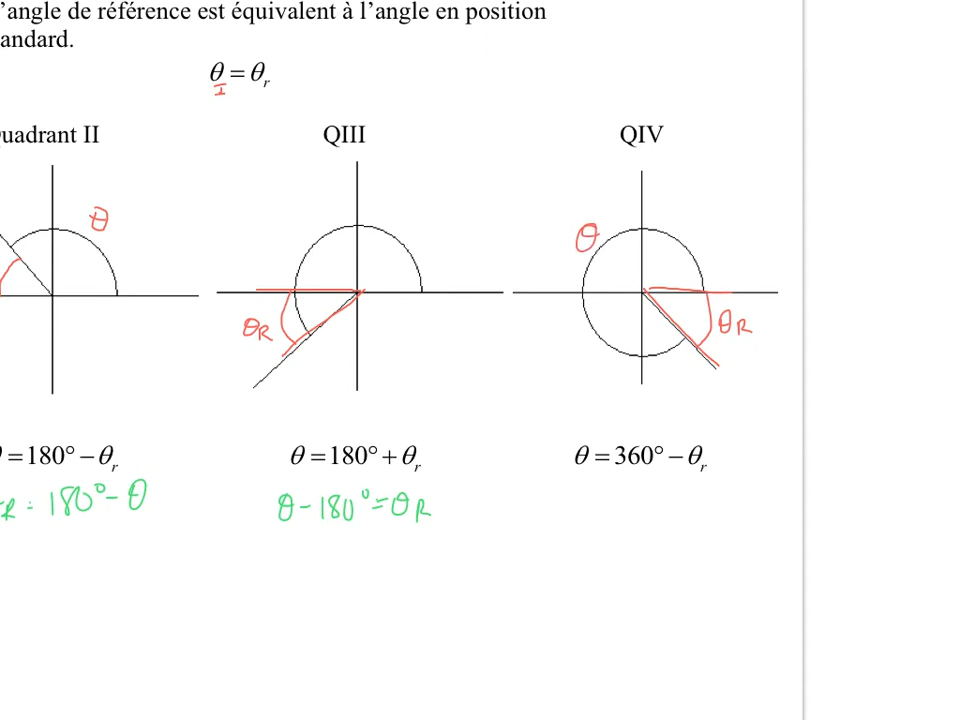 'angle de référence est équivalent à l'angle en position
andard.
θ = θr
I
uadrant II
QIII
QIV
θ
θ
θR
θR
θ = 180° − θr
θ = 180° + θr
θ = 360° − θr
R = 180° - θ
θ - 180° = θR